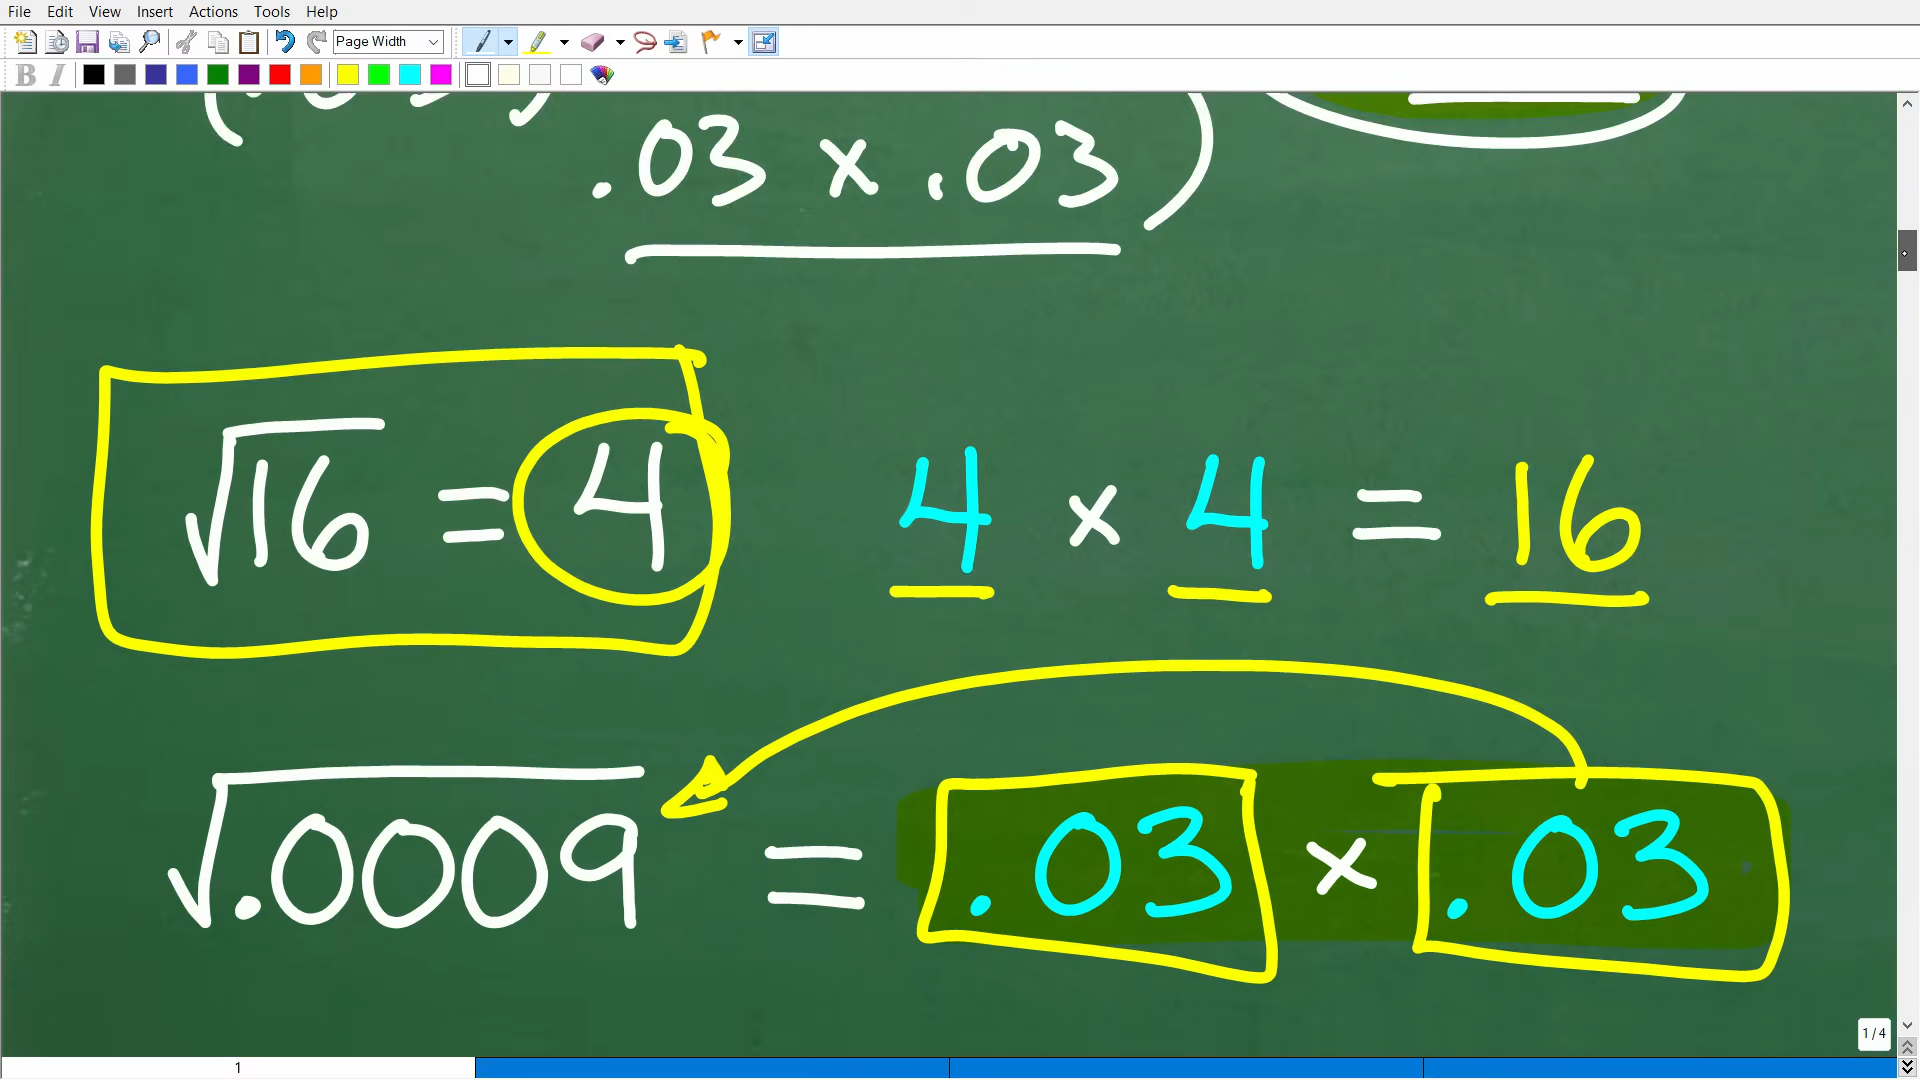 File Edit View Insert Actions Tools Help
Page Width
B I
.03 x .03 )
√16 = 4 4 x 4 = 16
√.0009 = .03 x .03
1 / 4
1